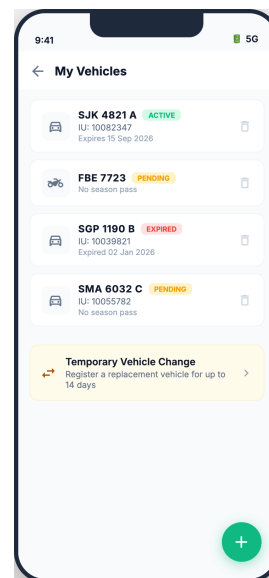 9:41
5G
My Vehicles
SJK 4821 A ACTIVE
IU: 10082347
Expires 15 Sep 2026
FBE 7723 PENDING
No season pass
SGP 1190 B EXPIRED
IU: 10039821
Expired 02 Jan 2026
SMA 6032 C PENDING
IU: 10055782
No season pass
Temporary Vehicle Change
Register a replacement vehicle for up to
14 days